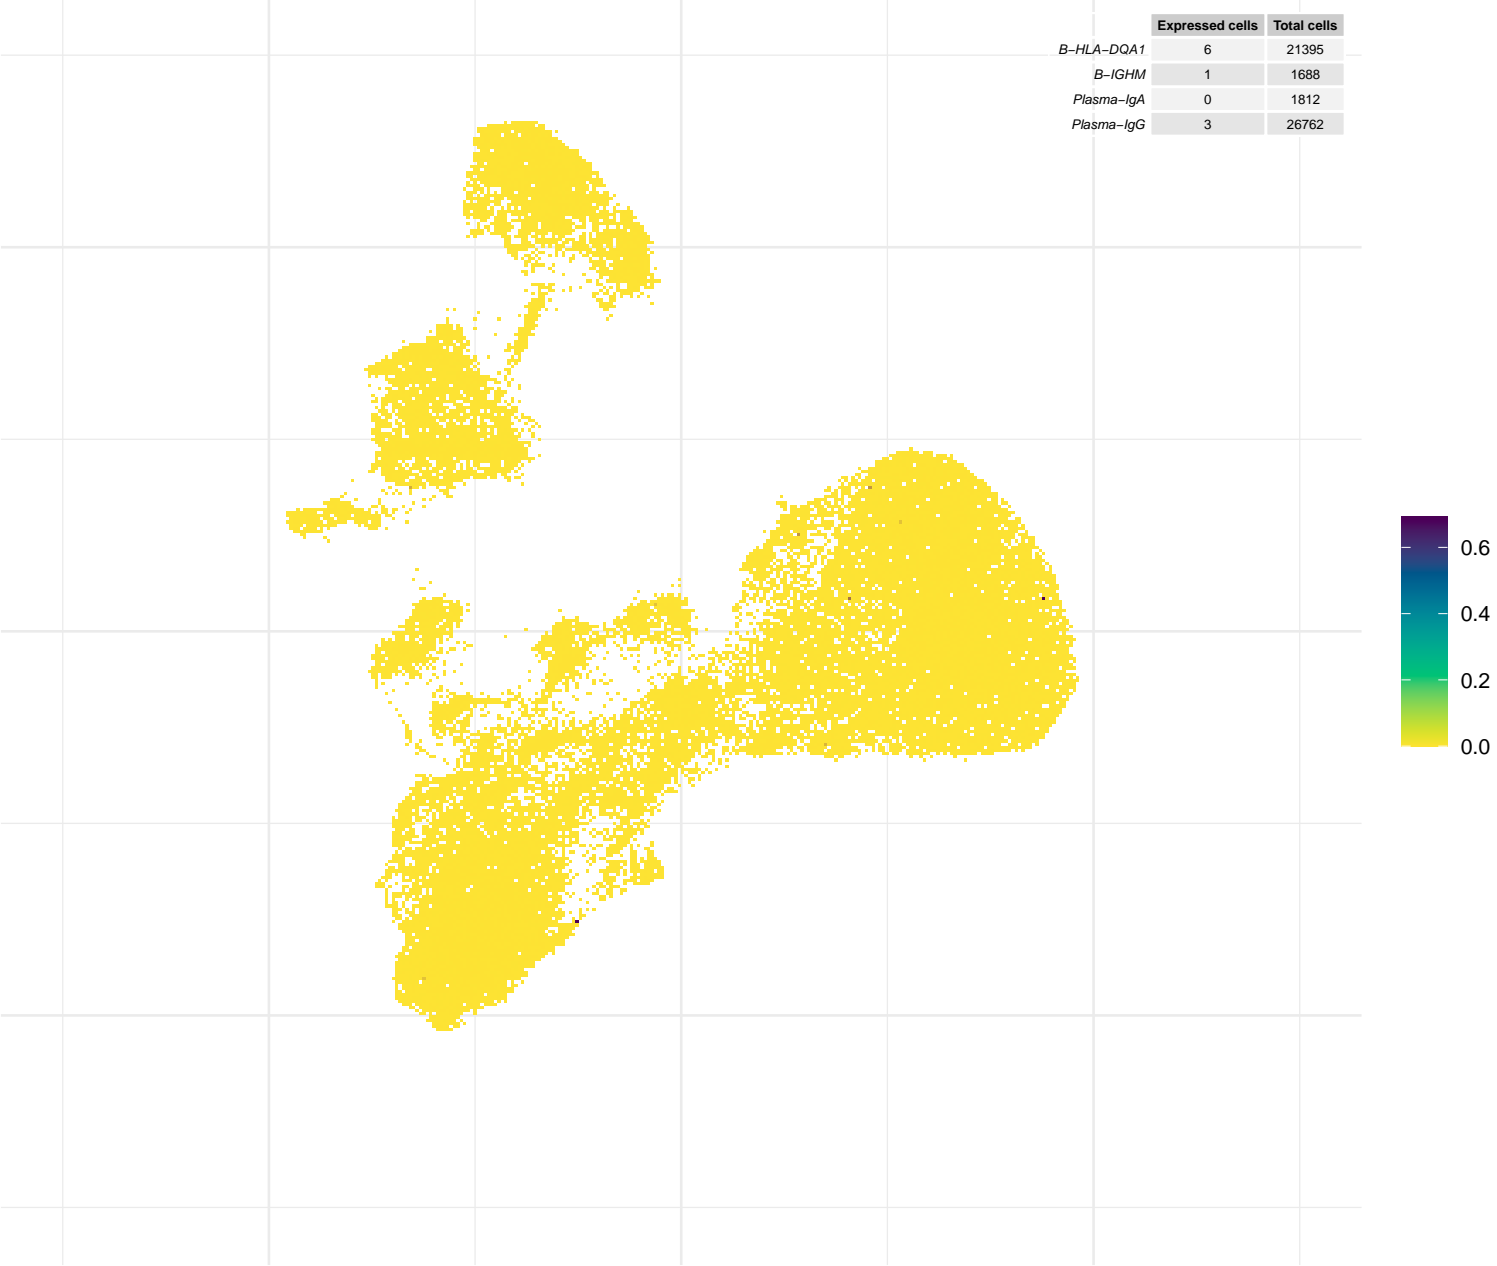 Expressed cells Total cells
B−HLA−DQA1 6 21395
B−IGHM 1 1688
Plasma−IgA 0 1812
Plasma−IgG 3 26762
0.6
0.4
0.2
0.0